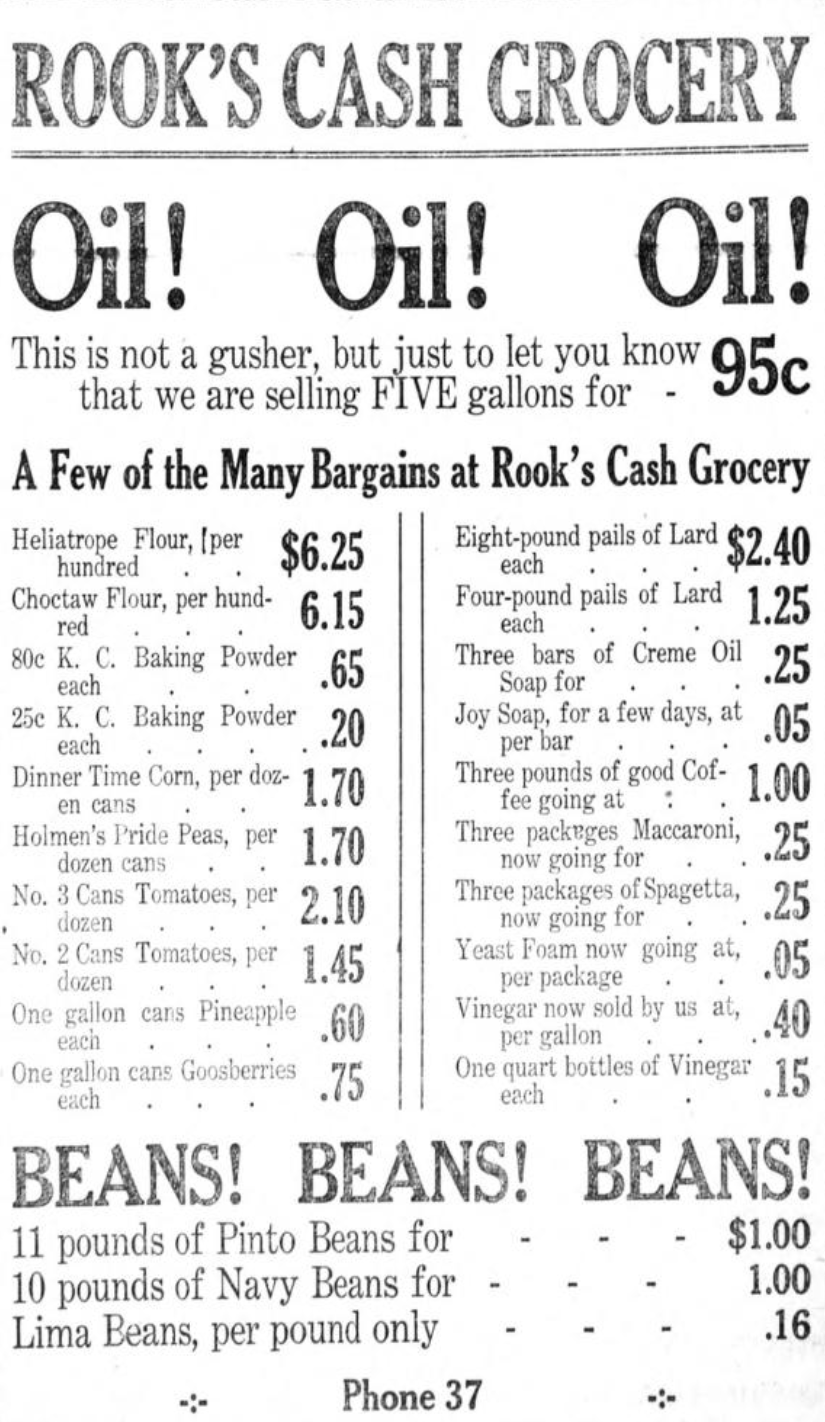 ROOK'S CASH GROCERY
Oil! Oil! Oil!
This is not a gusher, but just to let you know
that we are selling FIVE gallons for - 95c
A Few of the Many Bargains at Rook's Cash Grocery
Heliatrope Flour, [per
hundred . . $6.25
Choctaw Flour, per hund-
red . . . 6.15
80c K. C. Baking Powder
each . . .65
25c K. C. Baking Powder
each . . . . .20
Dinner Time Corn, per doz-
en cans . . 1.70
Holmen's Pride Peas, per
dozen cans . . 1.70
No. 3 Cans Tomatoes, per
dozen . . . 2.10
No. 2 Cans Tomatoes, per
dozen . . . 1.45
One gallon cans Pineapple
each . . . .60
One gallon cans Goosberries
each . . . .75
Eight-pound pails of Lard
each . . . $2.40
Four-pound pails of Lard
each . . . 1.25
Three bars of Creme Oil
Soap for . . . .25
Joy Soap, for a few days, at
per bar . . . .05
Three pounds of good Cof-
fee going at : . 1.00
Three packages Maccaroni,
now going for . . .25
Three packages of Spagetta,
now going for . . .25
Yeast Foam now going at,
per package . . .05
Vinegar now sold by us at,
per gallon . . . .40
One quart bottles of Vinegar
each . . .15
BEANS! BEANS! BEANS!
11 pounds of Pinto Beans for - - - $1.00
10 pounds of Navy Beans for - - - 1.00
Lima Beans, per pound only - - - .16
-:- Phone 37 -:-